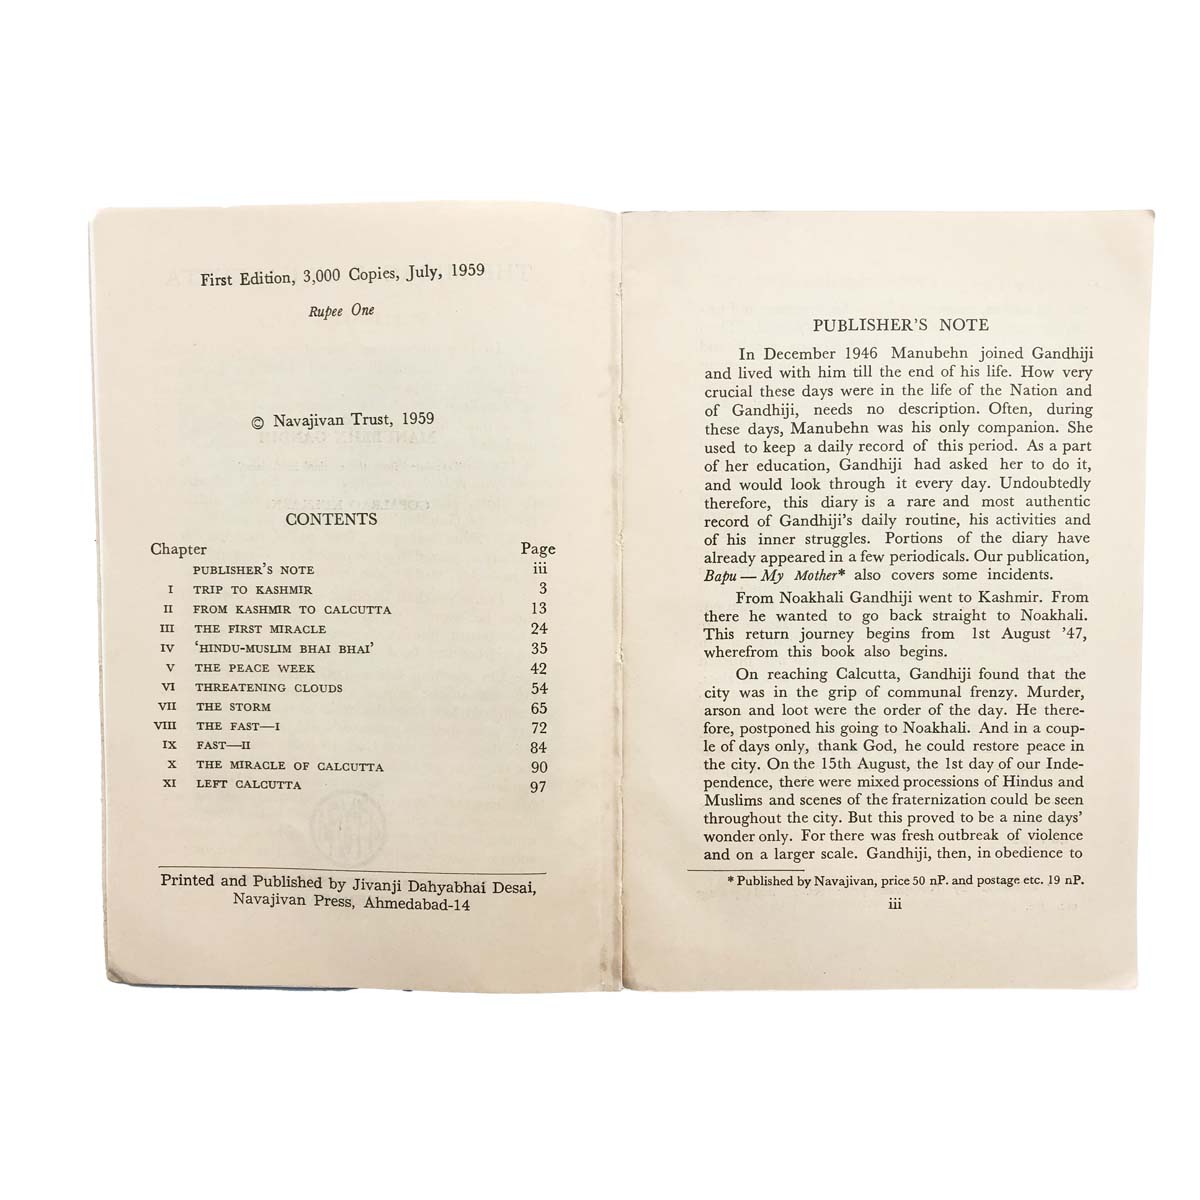 First Edition, 3,000 Copies, July, 1959
Rupee One
© Navajivan Trust, 1959
CONTENTS
Chapter Page
PUBLISHER'S NOTE iii
I TRIP TO KASHMIR 3
II FROM KASHMIR TO CALCUTTA 13
III THE FIRST MIRACLE 24
IV 'HINDU-MUSLIM BHAI BHAI' 35
V THE PEACE WEEK 42
VI THREATENING CLOUDS 54
VII THE STORM 65
VIII THE FAST—I 72
IX FAST—II 84
X THE MIRACLE OF CALCUTTA 90
XI LEFT CALCUTTA 97
Printed and Published by Jivanji Dahyabhai Desai,
Navajivan Press, Ahmedabad-14
PUBLISHER'S NOTE
In December 1946 Manubehn joined Gandhiji
and lived with him till the end of his life. How very
crucial these days were in the life of the Nation and
of Gandhiji, needs no description. Often, during
these days, Manubehn was his only companion. She
used to keep a daily record of this period. As a part
of her education, Gandhiji had asked her to do it,
and would look through it every day. Undoubtedly
therefore, this diary is a rare and most authentic
record of Gandhiji's daily routine, his activities and
of his inner struggles. Portions of the diary have
already appeared in a few periodicals. Our publication,
Bapu — My Mother* also covers some incidents.
From Noakhali Gandhiji went to Kashmir. From
there he wanted to go back straight to Noakhali.
This return journey begins from 1st August '47,
wherefrom this book also begins.
On reaching Calcutta, Gandhiji found that the
city was in the grip of communal frenzy. Murder,
arson and loot were the order of the day. He there-
fore, postponed his going to Noakhali. And in a coup-
le of days only, thank God, he could restore peace in
the city. On the 15th August, the 1st day of our Inde-
pendence, there were mixed processions of Hindus and
Muslims and scenes of the fraternization could be seen
throughout the city. But this proved to be a nine days'
wonder only. For there was fresh outbreak of violence
and on a larger scale. Gandhiji, then, in obedience to
* Published by Navajivan, price 50 nP. and postage etc. 19 nP.
iii